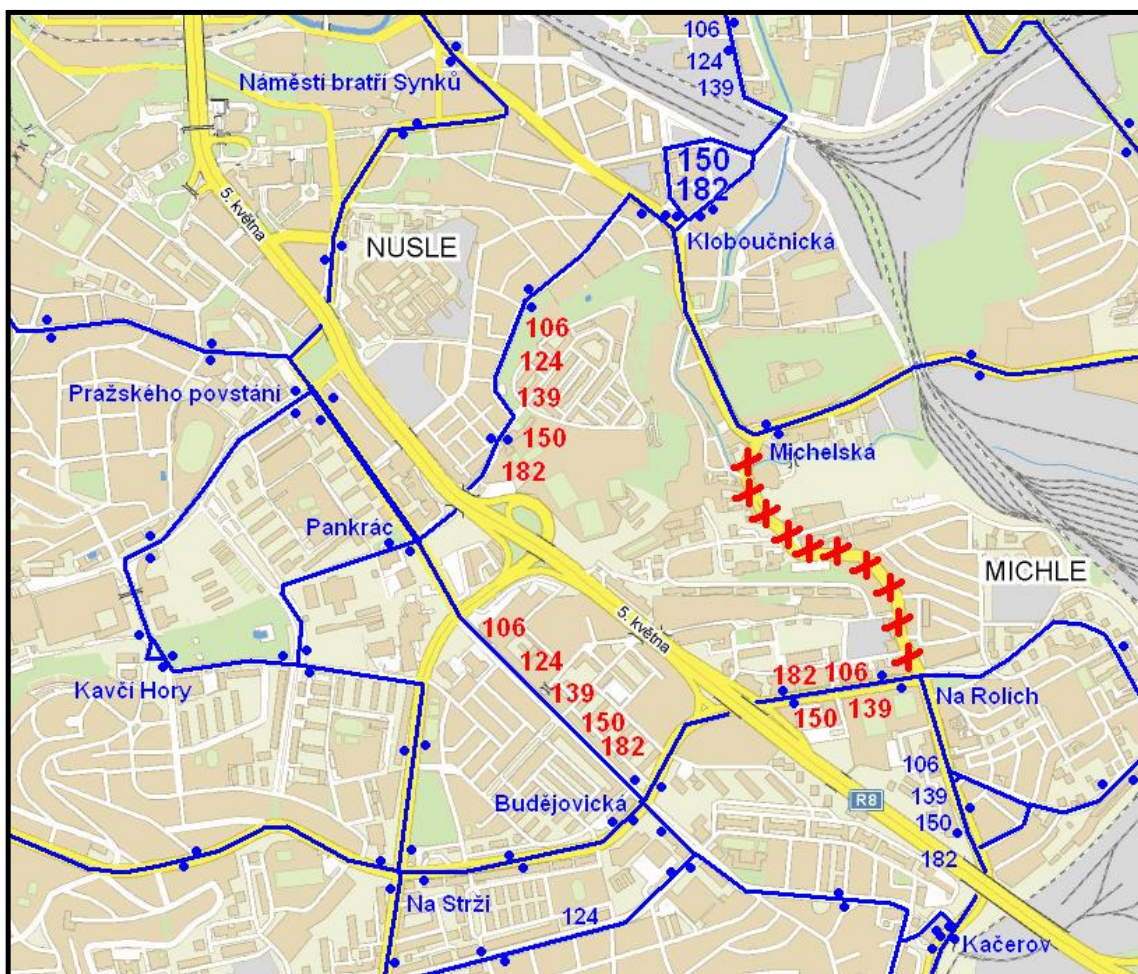 106
124
139
Náměstí bratří Synků
150
182
5. května
NUSLE
Kloboučnická
106
124
139
150
182
Pražského povstání
Michelská
Pankrác
MICHLE
5. května
106
124
139
150
182
Kavčí Hory
182 106
150 139
Na Rolích
Budějovická
R8
106
139
150
182
Na Strži
124
Kačerov